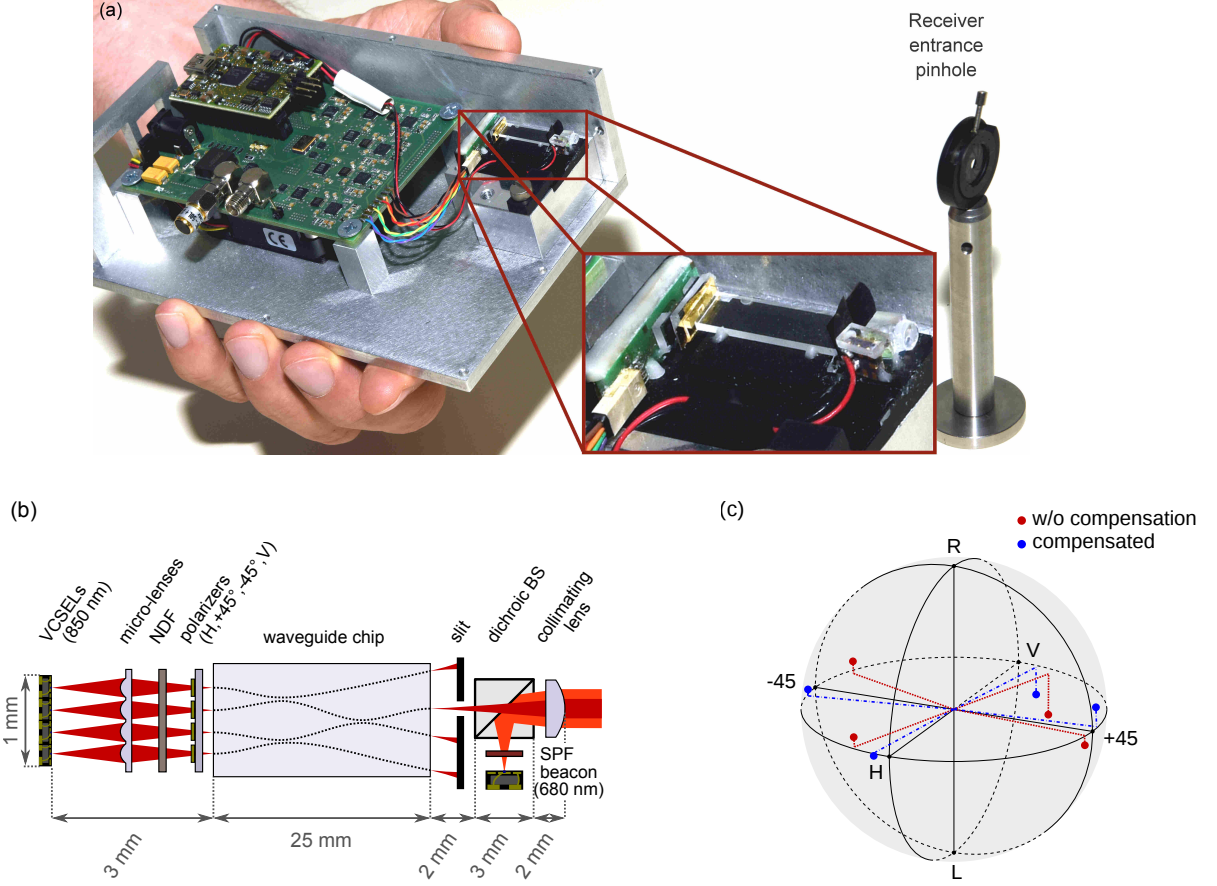 (a)
Receiver
entrance
pinhole
CE
(b)
VCSELs
(850 nm)
micro-lenses
NDF
polarizers
(H,+45°,-45°,V)
waveguide chip
slit
dichroic BS
collimating
lens
1 mm
SPF
beacon
(680 nm)
3 mm
25 mm
2 mm
3 mm
2 mm
(c)
w/o compensation
compensated
R
V
-45
+45
H
L